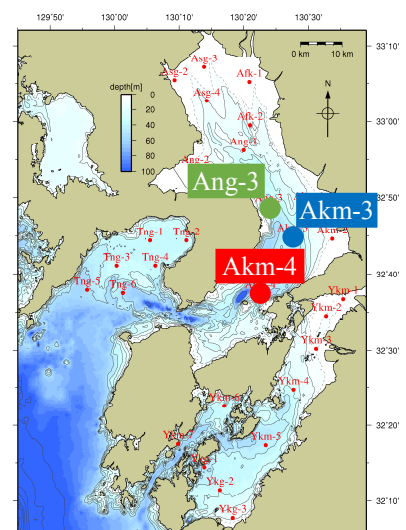 129°50' 130°00' 130°10' 130°20' 130°30'
33°10'
33°00'
32°50'
32°40'
32°30'
32°20'
32°10'
0 km 10 km
N
depth[m]
0
20
40
60
80
100
Asg-3
Asg-2
Afk-1
Asg-4
Afk-2
Ang-2
Ang-3
Akm-3
Akm-4
Tng-1
Tng-2
Tng-3
Tng-4
Tng-5
Tng-6
Ykm-1
Ykm-2
Ykm-3
Ykm-4
Ykm-5
Ykg-2
Ykg-3